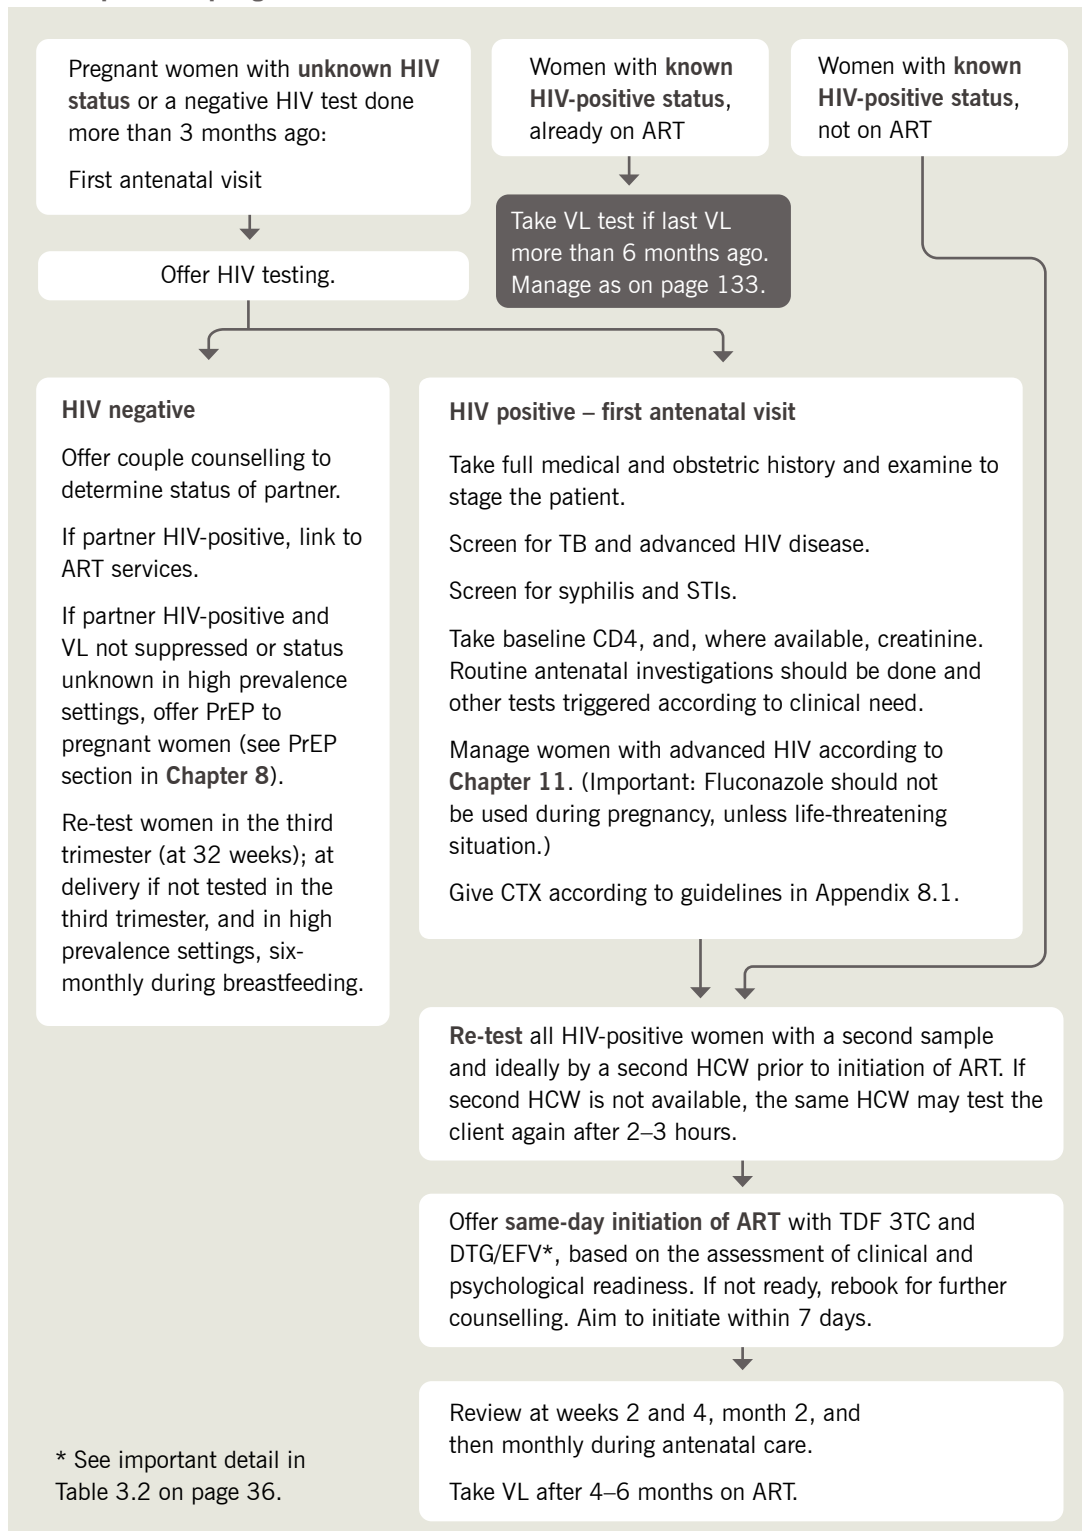 Pregnant women with unknown HIV
status or a negative HIV test done
more than 3 months ago:
First antenatal visit
Women with known
HIV-positive status,
already on ART
Women with known
HIV-positive status,
not on ART
Take VL test if last VL
more than 6 months ago.
Manage as on page 133.
Offer HIV testing.
HIV negative
Offer couple counselling to
determine status of partner.
If partner HIV-positive, link to
ART services.
If partner HIV-positive and
VL not suppressed or status
unknown in high prevalence
settings, offer PrEP to
pregnant women (see PrEP
section in Chapter 8).
Re-test women in the third
trimester (at 32 weeks); at
delivery if not tested in the
third trimester, and in high
prevalence settings, six-
monthly during breastfeeding.
HIV positive – first antenatal visit
Take full medical and obstetric history and examine to
stage the patient.
Screen for TB and advanced HIV disease.
Screen for syphilis and STIs.
Take baseline CD4, and, where available, creatinine.
Routine antenatal investigations should be done and
other tests triggered according to clinical need.
Manage women with advanced HIV according to
Chapter 11. (Important: Fluconazole should not
be used during pregnancy, unless life-threatening
situation.)
Give CTX according to guidelines in Appendix 8.1.
Re-test all HIV-positive women with a second sample
and ideally by a second HCW prior to initiation of ART. If
second HCW is not available, the same HCW may test the
client again after 2–3 hours.
Offer same-day initiation of ART with TDF 3TC and
DTG/EFV*, based on the assessment of clinical and
psychological readiness. If not ready, rebook for further
counselling. Aim to initiate within 7 days.
Review at weeks 2 and 4, month 2, and
then monthly during antenatal care.
Take VL after 4–6 months on ART.
* See important detail in
Table 3.2 on page 36.